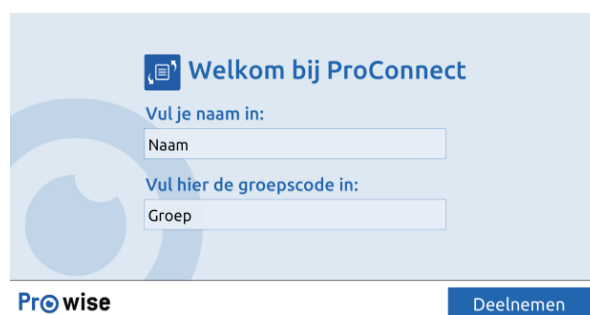 Welkom bij ProConnect
Vul je naam in:
Naam
Vul hier de groepscode in:
Groep
Prowise
Deelnemen